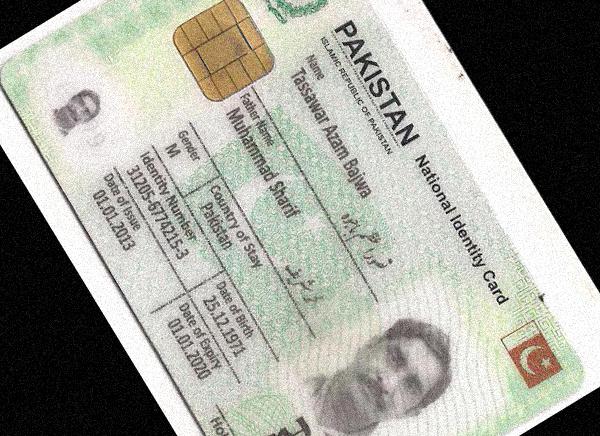 PAKISTAN National Identity Card
ISLAMIC REPUBLIC OF PAKISTAN
Name
Tassawar Azam Bajwa
Father Name
Muhammad Sharif
Gender
M
Country of Stay
Pakistan
Identity Number
31205-6774215-3
Date of Birth
25.12.1971
Date of Issue
01.01.2013
Date of Expiry
01.01.2020